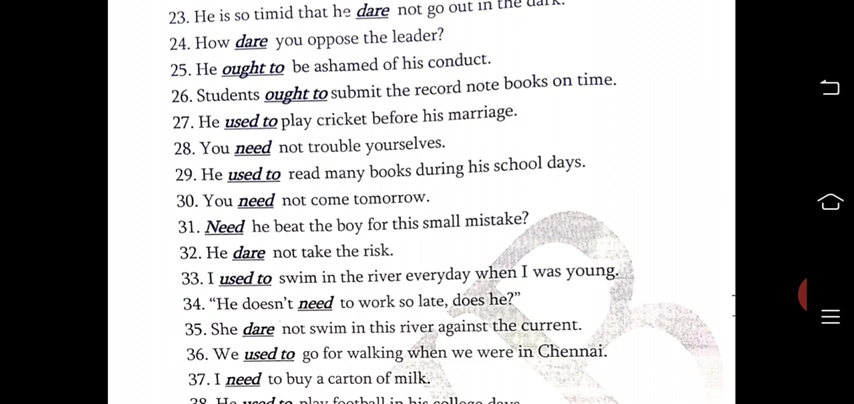 23. He is so timid that he dare not go out in the dark.
24. How dare you oppose the leader?
25. He ought to be ashamed of his conduct.
26. Students ought to submit the record note books on time.
27. He used to play cricket before his marriage.
28. You need not trouble yourselves.
29. He used to read many books during his school days.
30. You need not come tomorrow.
31. Need he beat the boy for this small mistake?
32. He dare not take the risk.
33. I used to swim in the river everyday when I was young.
34. “He doesn’t need to work so late, does he?”
35. She dare not swim in this river against the current.
36. We used to go for walking when we were in Chennai.
37. I need to buy a carton of milk.
38. He used to play football in his college days